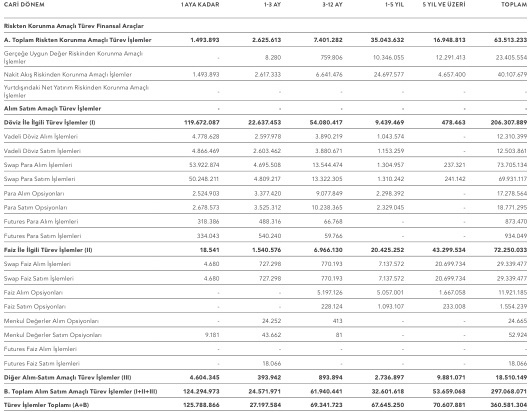 CARİ DÖNEM 1 AYA KADAR 1-3 AY 3-12 AY 1-5 YIL 5 YIL VE ÜZERİ TOPLAM
Riskten Korunma Amaçlı Türev Finansal Araçlar
A. Toplam Riskten Korunma Amaçlı Türev İşlemler 1.493.893 2.625.613 7.401.282 35.043.632 16.948.813 63.513.233
Gerçeğe Uygun Değer Riskinden Korunma Amaçlı
İşlemler - 8.280 759.806 10.346.055 12.291.413 23.405.554
Nakit Akış Riskinden Korunma Amaçlı İşlemler 1.493.893 2.617.333 6.641.476 24.697.577 4.657.400 40.107.679
Yurtdışındaki Net Yatırım Riskinden Korunma Amaçlı
İşlemler - - - - - -
Alım Satım Amaçlı Türev İşlemler - - - - - -
Döviz İle İlgili Türev İşlemler (I) 119.672.087 22.637.453 54.080.417 9.439.469 478.463 206.307.889
Vadeli Döviz Alım İşlemleri 4.778.628 2.597.978 3.890.219 1.043.574 - 12.310.399
Vadeli Döviz Satım İşlemleri 4.866.469 2.603.462 3.880.671 1.153.259 - 12.503.861
Swap Para Alım İşlemleri 53.922.874 4.695.508 13.544.474 1.304.957 237.321 73.705.134
Swap Para Satım İşlemleri 50.248.211 4.809.217 13.322.305 1.310.242 241.142 69.931.117
Para Alım Opsiyonları 2.524.903 3.377.420 9.077.849 2.298.392 - 17.278.564
Para Satım Opsiyonları 2.678.573 3.525.312 10.238.365 2.329.045 - 18.771.295
Futures Para Alım İşlemleri 318.386 488.316 66.768 - - 873.470
Futures Para Satım İşlemleri 334.043 540.240 59.766 - - 934.049
Faiz İle İlgili Türev İşlemler (II) 18.541 1.540.576 6.966.130 20.425.252 43.299.534 72.250.033
Swap Faiz Alım İşlemleri 4.680 727.298 770.193 7.137.572 20.699.734 29.339.477
Swap Faiz Satım İşlemleri 4.680 727.298 770.193 7.137.572 20.699.734 29.339.477
Faiz Alım Opsiyonları - - 5.197.126 5.057.001 1.667.058 11.921.185
Faiz Satım Opsiyonları - - 228.124 1.093.107 233.008 1.554.239
Menkul Değerler Alım Opsiyonları - 24.252 413 - - 24.665
Menkul Değerler Satım Opsiyonları 9.181 43.662 81 - - 52.924
Futures Faiz Alım İşlemleri - - - - - -
Futures Faiz Satım İşlemleri - 18.066 - - - 18.066
Diğer Alım-Satım Amaçlı Türev İşlemler (III) 4.604.345 393.942 893.894 2.736.897 9.881.071 18.510.149
B. Toplam Alım Satım Amaçlı Türev İşlemler (I+II+III) 124.294.973 24.571.971 61.940.441 32.601.618 53.659.068 297.068.071
Türev İşlemler Toplamı (A+B) 125.788.866 27.197.584 69.341.723 67.645.250 70.607.881 360.581.304